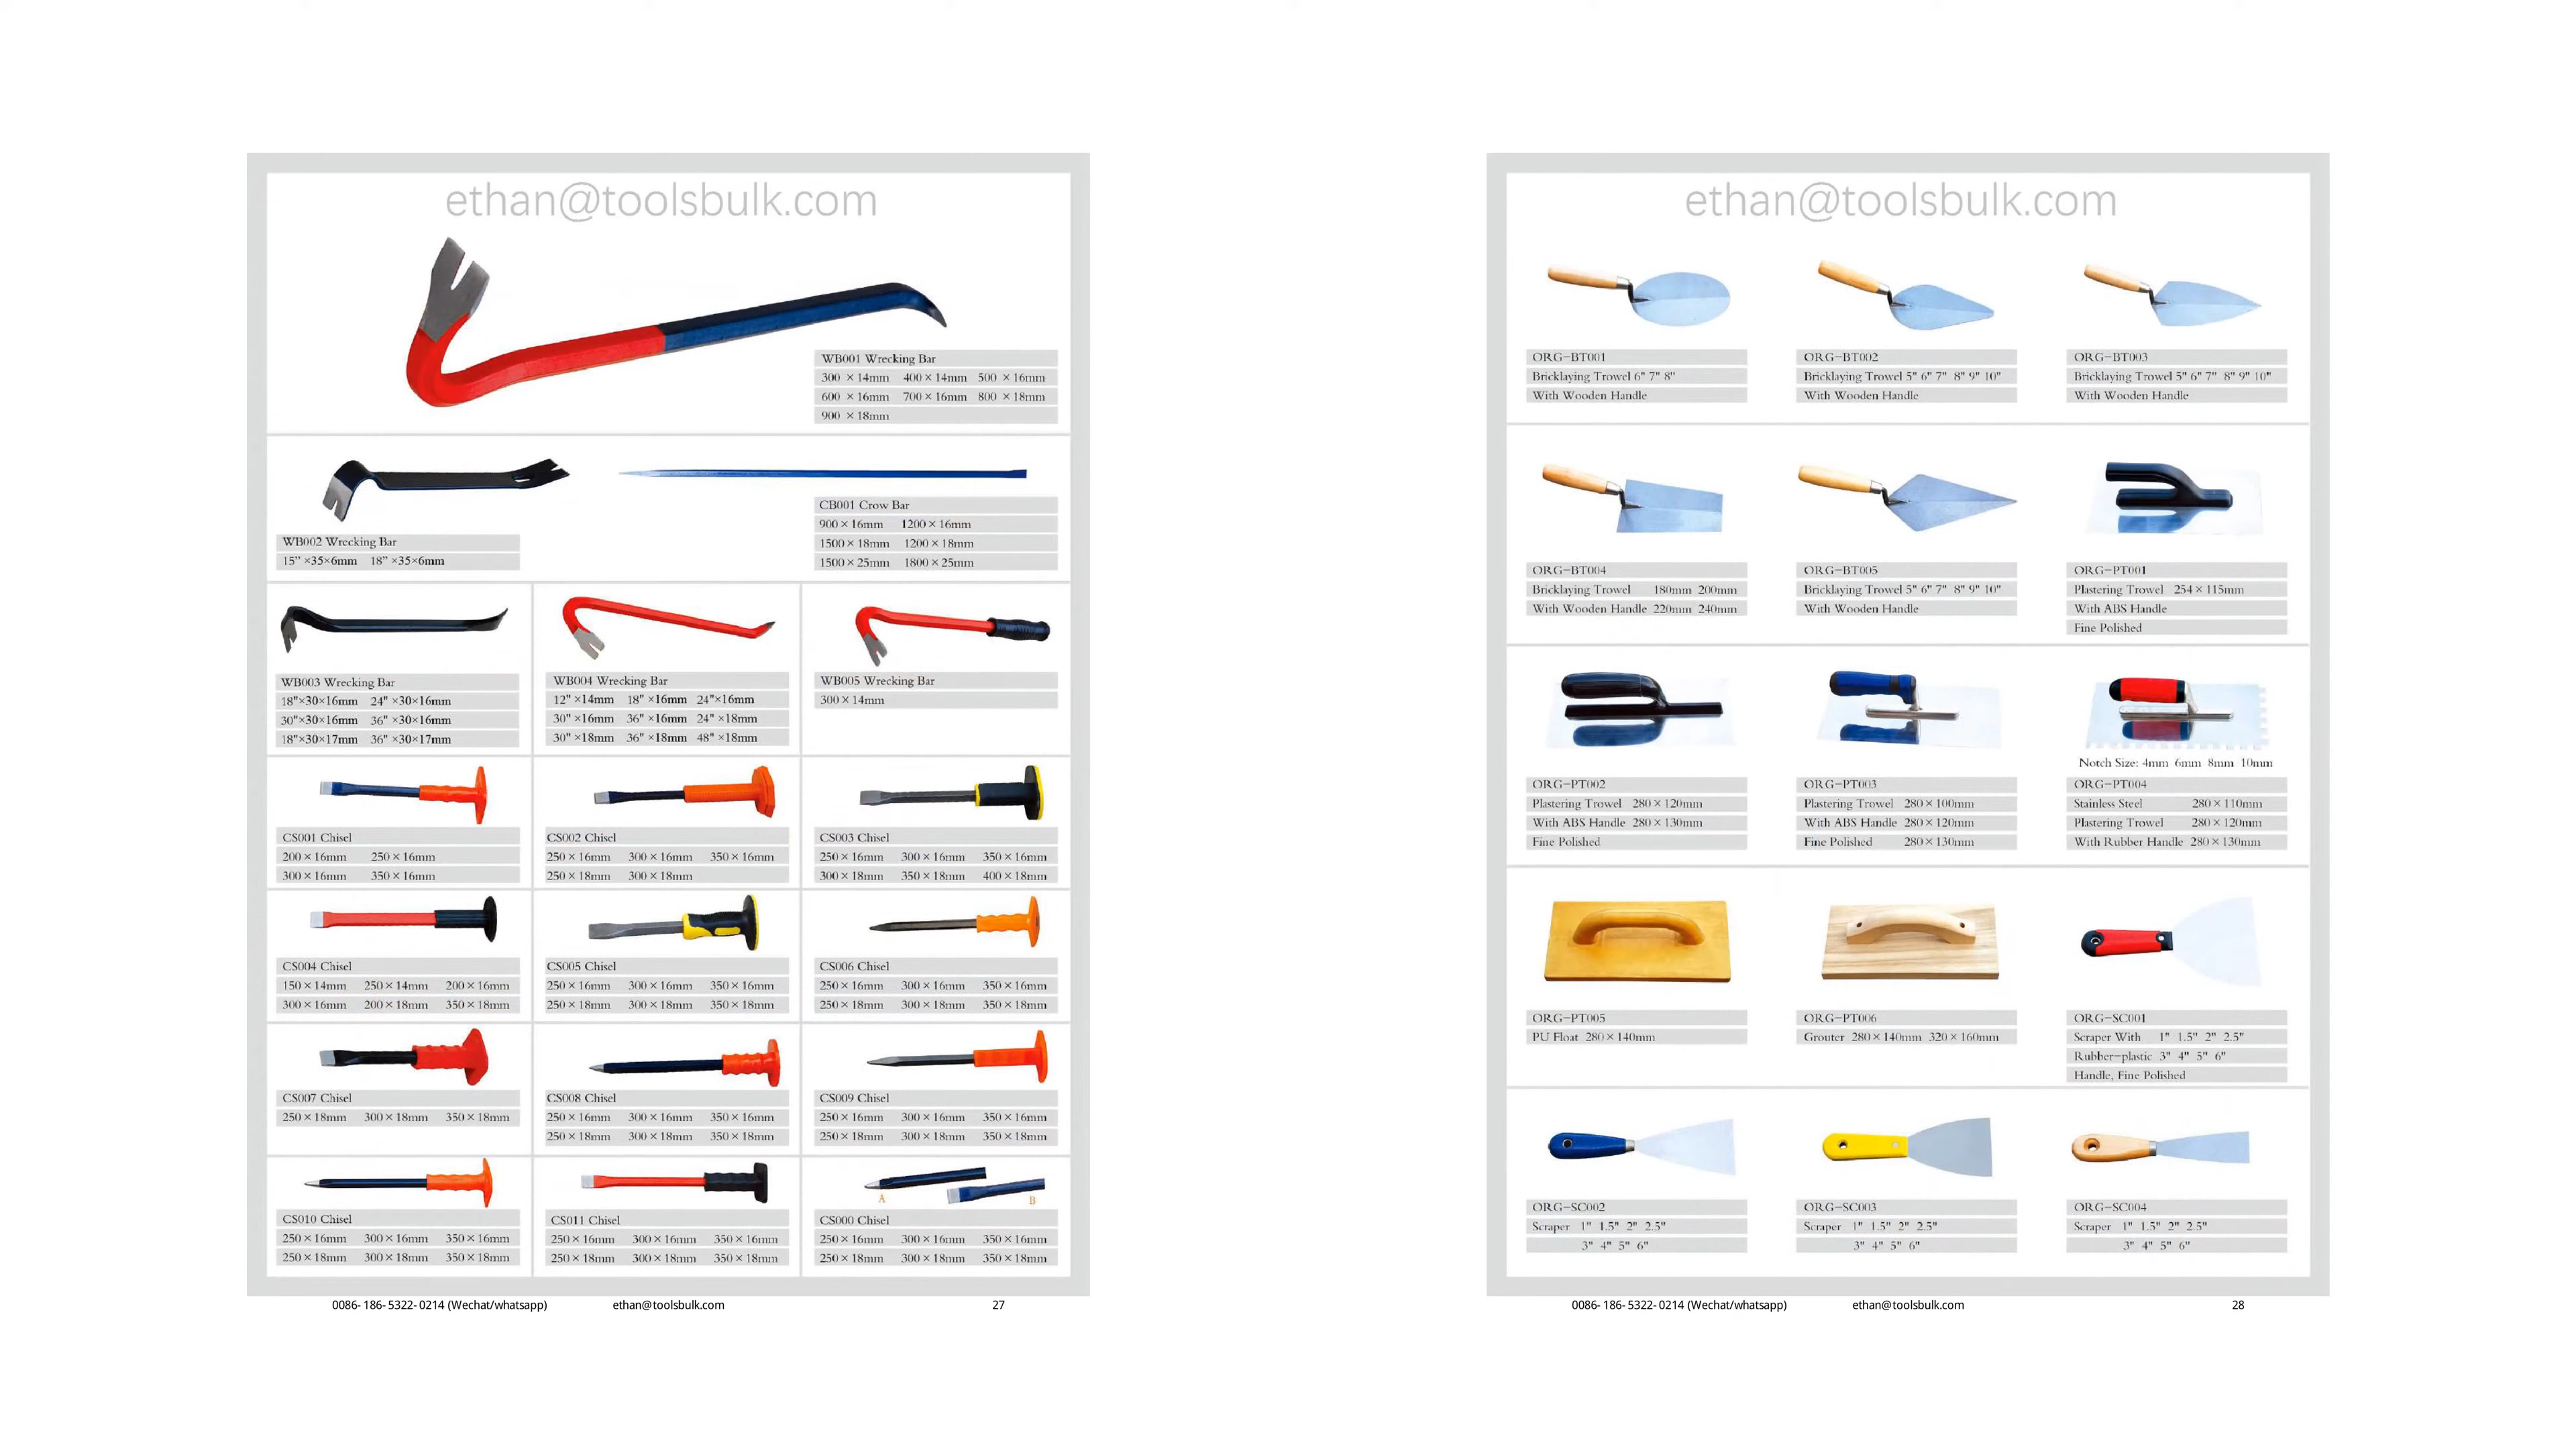 ethan@toolsbulk.com
WB001 Wrecking Bar
300 × 14mm 400 × 14mm 500 × 16mm
600 × 16mm 700 × 16mm 800 × 18mm
900 × 18mm
WB002 Wrecking Bar
15” ×35×6mm 18” ×35×6mm
CB001 Crow Bar
900 × 16mm 1200 × 16mm
1500 × 18mm 1200 × 18mm
1500 × 25mm 1800 × 25mm
WB003 Wrecking Bar
18"×30×16mm 24" ×30×16mm
30"×30×16mm 36" ×30×16mm
18"×30×17mm 36" ×30×17mm
WB004 Wrecking Bar
12" ×14mm 18" ×16mm 24"×16mm
30" ×16mm 36" ×16mm 24" ×18mm
30" ×18mm 36" ×18mm 48" ×18mm
WB005 Wrecking Bar
300 × 14mm
CS001 Chisel
200 × 16mm 250 × 16mm
300 × 16mm 350 × 16mm
CS002 Chisel
250 × 16mm 300 × 16mm 350 × 16mm
250 × 18mm 300 × 18mm
CS003 Chisel
250 × 16mm 300 × 16mm 350 × 16mm
300 × 18mm 350 × 18mm 400 × 18mm
CS004 Chisel
150 × 14mm 250 × 14mm 200 × 16mm
300 × 16mm 200 × 18mm 350 × 18mm
CS005 Chisel
250 × 16mm 300 × 16mm 350 × 16mm
250 × 18mm 300 × 18mm 350 × 18mm
CS006 Chisel
250 × 16mm 300 × 16mm 350 × 16mm
250 × 18mm 300 × 18mm 350 × 18mm
CS007 Chisel
250 × 18mm 300 × 18mm 350 × 18mm
CS008 Chisel
250 × 16mm 300 × 16mm 350 × 16mm
250 × 18mm 300 × 18mm 350 × 18mm
CS009 Chisel
250 × 16mm 300 × 16mm 350 × 16mm
250 × 18mm 300 × 18mm 350 × 18mm
CS010 Chisel
250 × 16mm 300 × 16mm 350 × 16mm
250 × 18mm 300 × 18mm 350 × 18mm
CS011 Chisel
250 × 16mm 300 × 16mm 350 × 16mm
250 × 18mm 300 × 18mm 350 × 18mm
A B
CS000 Chisel
250 × 16mm 300 × 16mm 350 × 16mm
250 × 18mm 300 × 18mm 350 × 18mm
0086- 186- 5322- 0214 (Wechat/whatsapp) ethan@toolsbulk.com 27
ethan@toolsbulk.com
ORG-BT001
Bricklaying Trowel 6" 7" 8"
With Wooden Handle
ORG-BT002
Bricklaying Trowel 5" 6" 7" 8" 9" 10"
With Wooden Handle
ORG-BT003
Bricklaying Trowel 5" 6" 7" 8" 9" 10"
With Wooden Handle
ORG-BT004
Bricklaying Trowel 180mm 200mm
With Wooden Handle 220mm 240mm
ORG-BT005
Bricklaying Trowel 5" 6" 7" 8" 9" 10"
With Wooden Handle
ORG-PT001
Plastering Trowel 254 × 115mm
With ABS Handle
Fine Polished
ORG-PT002
Plastering Trowel 280 × 120mm
With ABS Handle 280 × 130mm
Fine Polished
ORG-PT003
Plastering Trowel 280 × 100mm
With ABS Handle 280 × 120mm
Fine Polished 280 × 130mm
Notch Size: 4mm 6mm 8mm 10mm
ORG-PT004
Stainless Steel 280 × 110mm
Plastering Trowel 280 × 120mm
With Rubber Handle 280 × 130mm
ORG-PT005
PU Float 280 × 140mm
ORG-PT006
Grouter 280 × 140mm 320 × 160mm
ORG-SC001
Scraper With 1" 1.5" 2" 2.5"
Rubber-plastic 3" 4" 5" 6"
Handle, Fine Polished
ORG-SC002
Scraper 1" 1.5" 2" 2.5"
3" 4" 5" 6"
ORG-SC003
Scraper 1" 1.5" 2" 2.5"
3" 4" 5" 6"
ORG-SC004
Scraper 1" 1.5" 2" 2.5"
3" 4" 5" 6"
0086- 186- 5322- 0214 (Wechat/whatsapp) ethan@toolsbulk.com 28